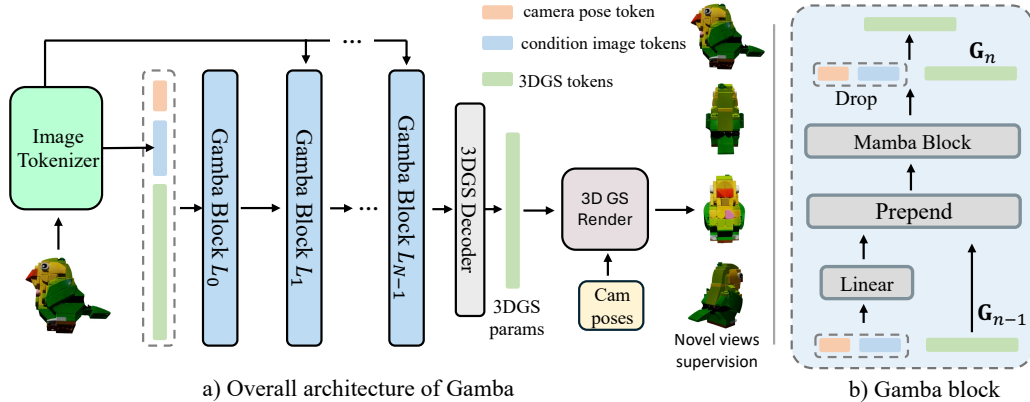 camera pose token
condition image tokens
3DGS tokens
...
Image
Tokenizer
Gamba Block L0
Gamba Block L1
...
Gamba Block LN−1
3DGS Decoder
3DGS
params
3D GS
Render
Cam
poses
Novel views
supervision
a) Overall architecture of Gamba
Gn
Drop
Mamba Block
Prepend
Linear
Gn−1
b) Gamba block